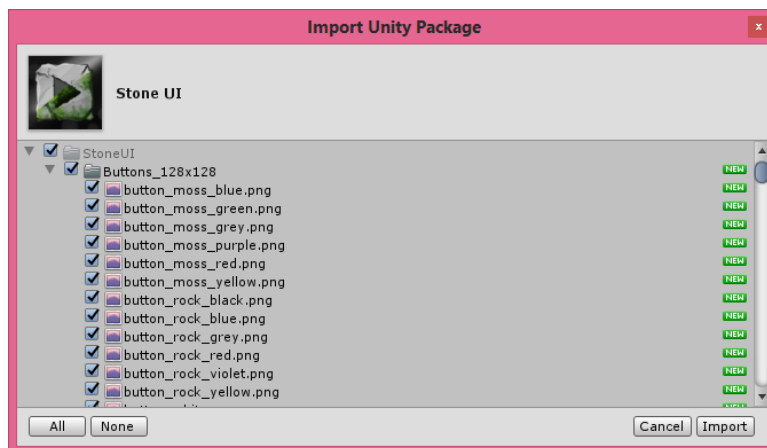 Import Unity Package
x
Stone UI
StoneUI
Buttons_128x128 NEW
button_moss_blue.png NEW
button_moss_green.png NEW
button_moss_grey.png NEW
button_moss_purple.png NEW
button_moss_red.png NEW
button_moss_yellow.png NEW
button_rock_black.png NEW
button_rock_blue.png NEW
button_rock_grey.png NEW
button_rock_red.png NEW
button_rock_violet.png NEW
button_rock_yellow.png NEW
All None Cancel Import